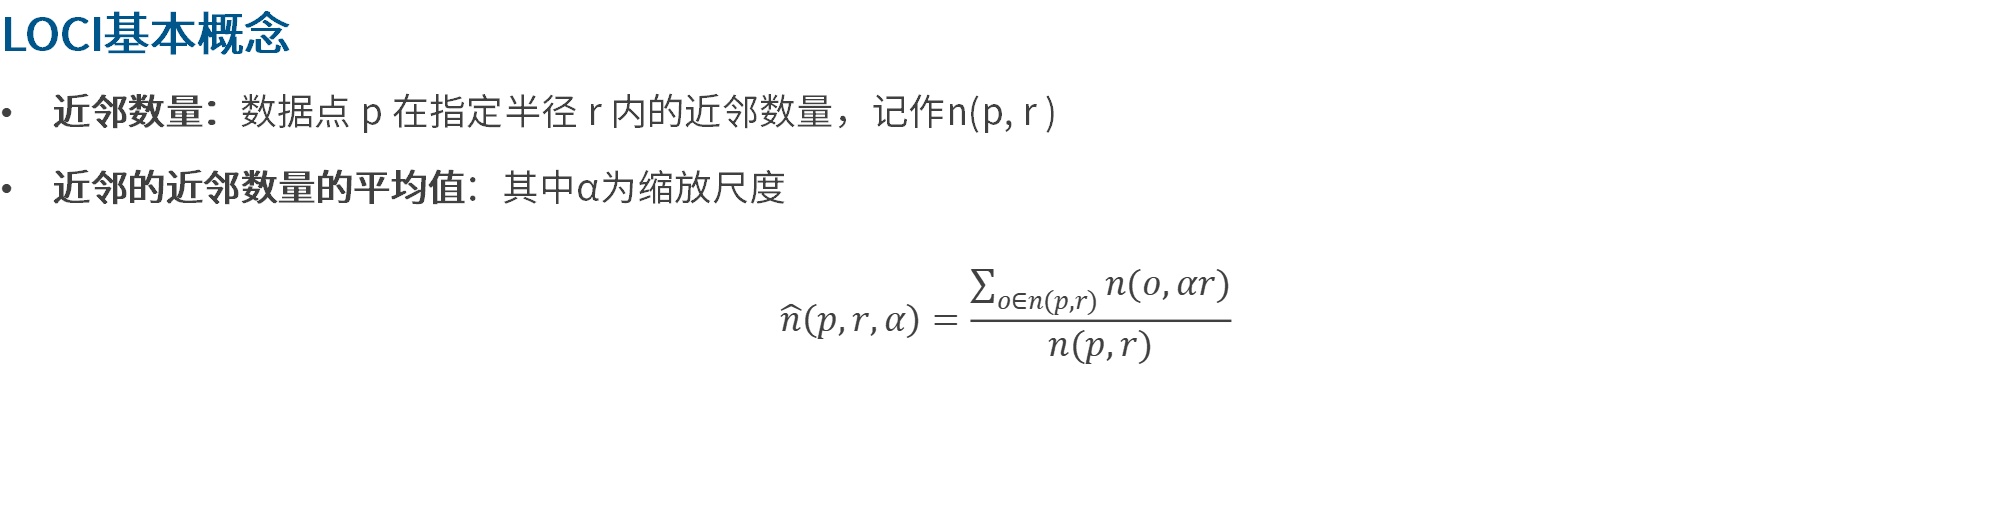 LOCI基本概念
• 近邻数量：数据点 p 在指定半径 r 内的近邻数量，记作n(p, r )
• 近邻的近邻数量的平均值：其中α为缩放尺度
n̂(p, r, α) = ∑o∈n(p,r) n(o, αr) / n(p, r)